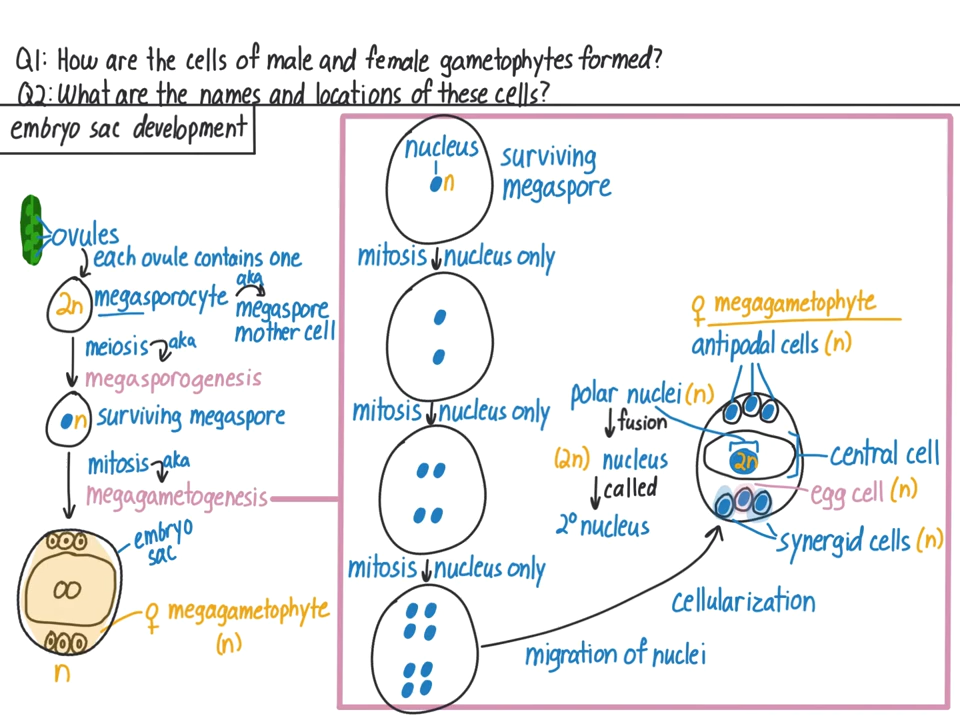 Q1: How are the cells of male and female gametophytes formed?
Q2: What are the names and locations of these cells?
embryo sac development
ovules
each ovule contains one
2n
megasporocyte
aka
megaspore
mother cell
meiosis
aka
megasporogenesis
n
surviving megaspore
mitosis
aka
megagametogenesis
embryo
sac
♀ megagametophyte
(n)
n
nucleus
n
surviving
megaspore
mitosis nucleus only
mitosis nucleus only
mitosis nucleus only
migration of nuclei
cellularization
♀ megagametophyte
antipodal cells (n)
polar nuclei (n)
fusion
(2n) nucleus
called
2° nucleus
2n
central cell
egg cell (n)
synergid cells (n)